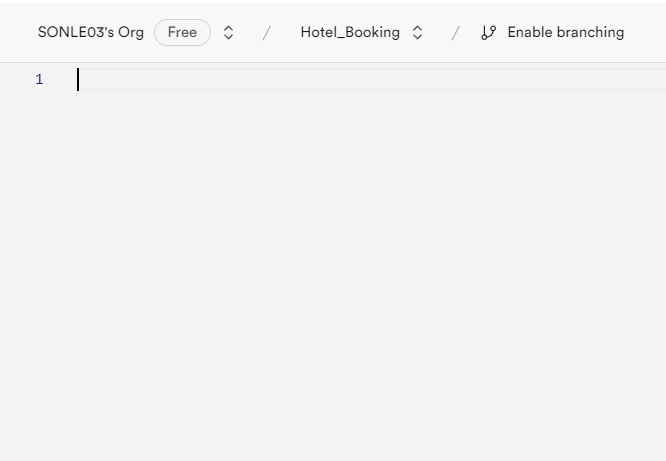 SONLE03's Org Free / Hotel_Booking / Enable branching
1